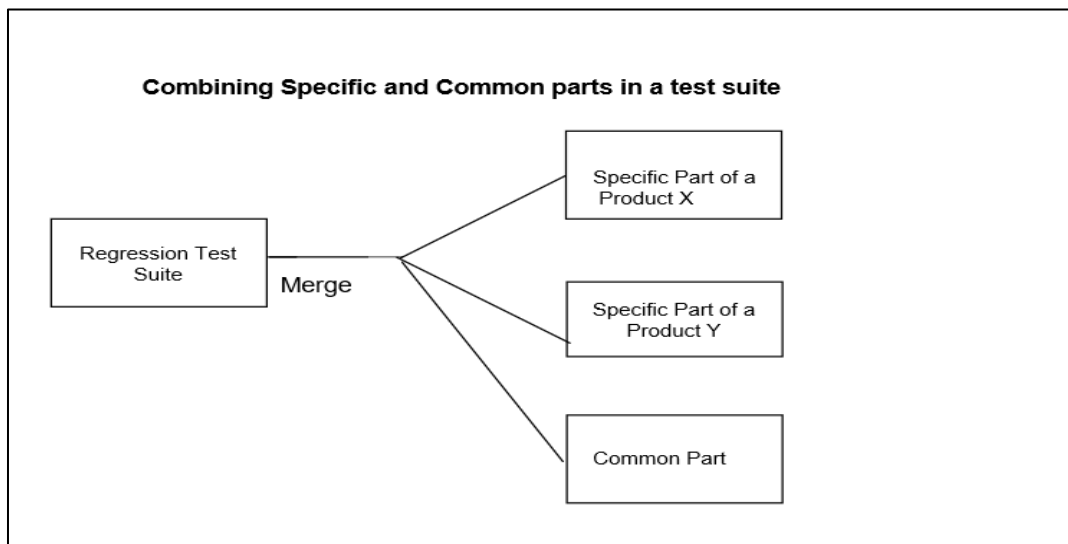 Combining Specific and Common parts in a test suite
Specific Part of a
Product X
Regression Test
Suite
Merge
Specific Part of a
Product Y
Common Part